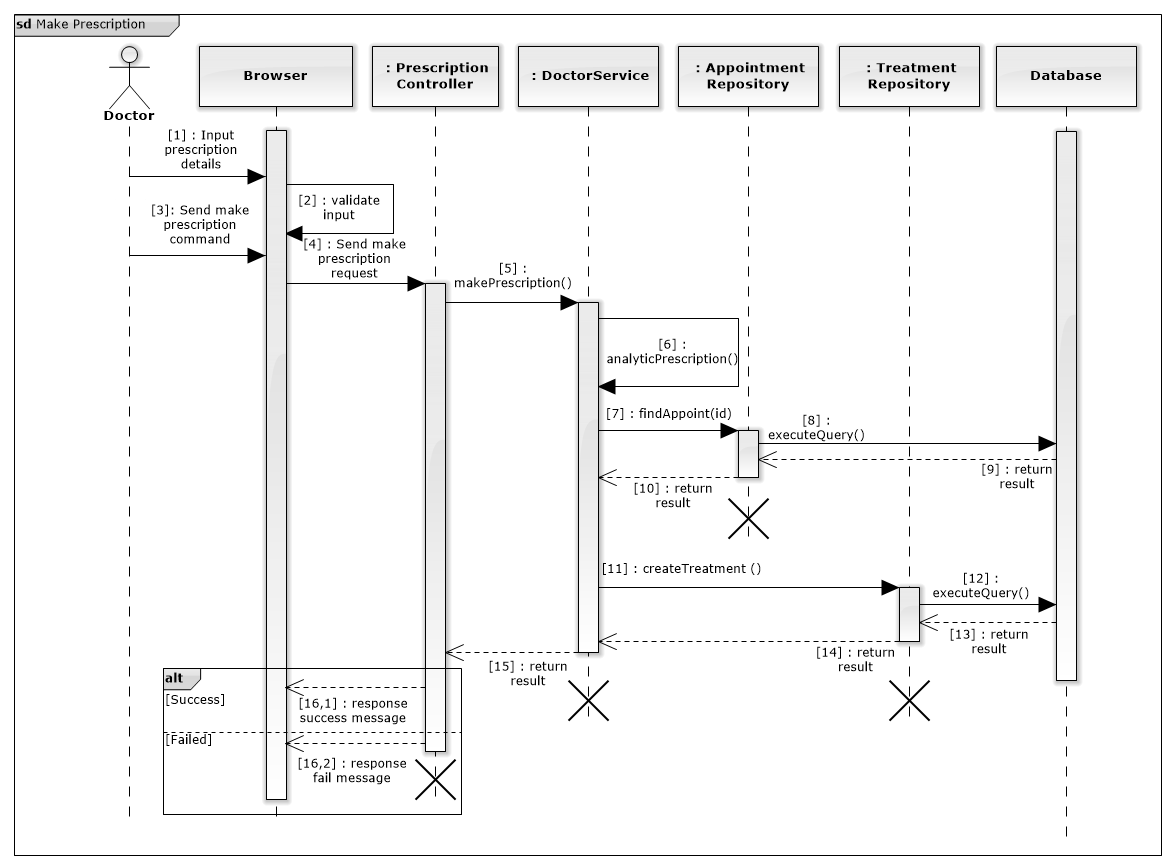 sd Make Prescription
Doctor
Browser
: Prescription
Controller
: DoctorService
: Appointment
Repository
: Treatment
Repository
Database
[1] : Input
prescription
details
[2] : validate
input
[3]: Send make
prescription
command
[4] : Send make
prescription
request
[5] :
makePrescription()
[6] :
analyticPrescription()
[7] : findAppoint(id)
[8] :
executeQuery()
[9] : return
result
[10] : return
result
[11] : createTreatment ()
[12] :
executeQuery()
[13] : return
result
[14] : return
result
[15] : return
result
alt
[Success]
[16,1] : response
success message
[Failed]
[16,2] : response
fail message